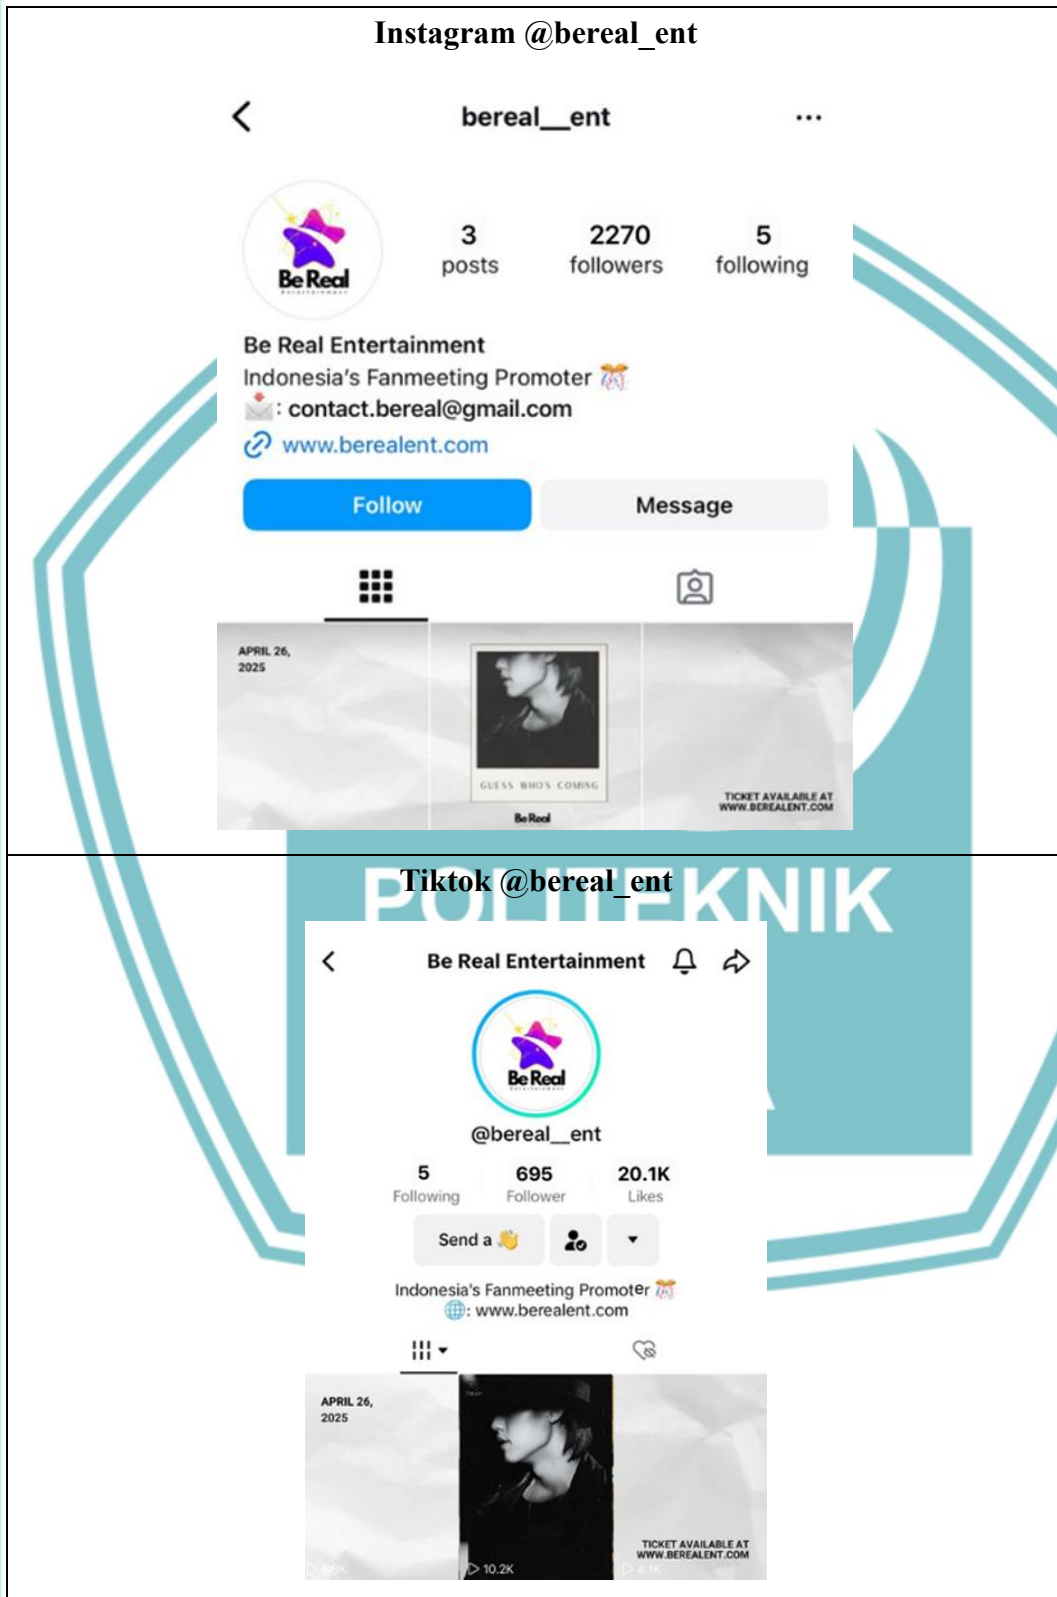 Instagram @bereal_ent
bereal__ent
Be Real
3 2270 5
posts followers following
Be Real Entertainment
Indonesia's Fanmeeting Promoter 🎊
📩: contact.bereal@gmail.com
www.berealent.com
Follow Message
APRIL 26,
2025
GUESS WHO'S COMING
Be Real
TICKET AVAILABLE AT
WWW.BEREALENT.COM
POLITEKNIK
Tiktok @bereal_ent
Be Real Entertainment
Be Real
@bereal__ent
5 695 20.1K
Following Follower Likes
Send a 👋
Indonesia's Fanmeeting Promoter 🎊
🌐: www.berealent.com
APRIL 26,
2025
TICKET AVAILABLE AT
WWW.BEREALENT.COM
10.2K